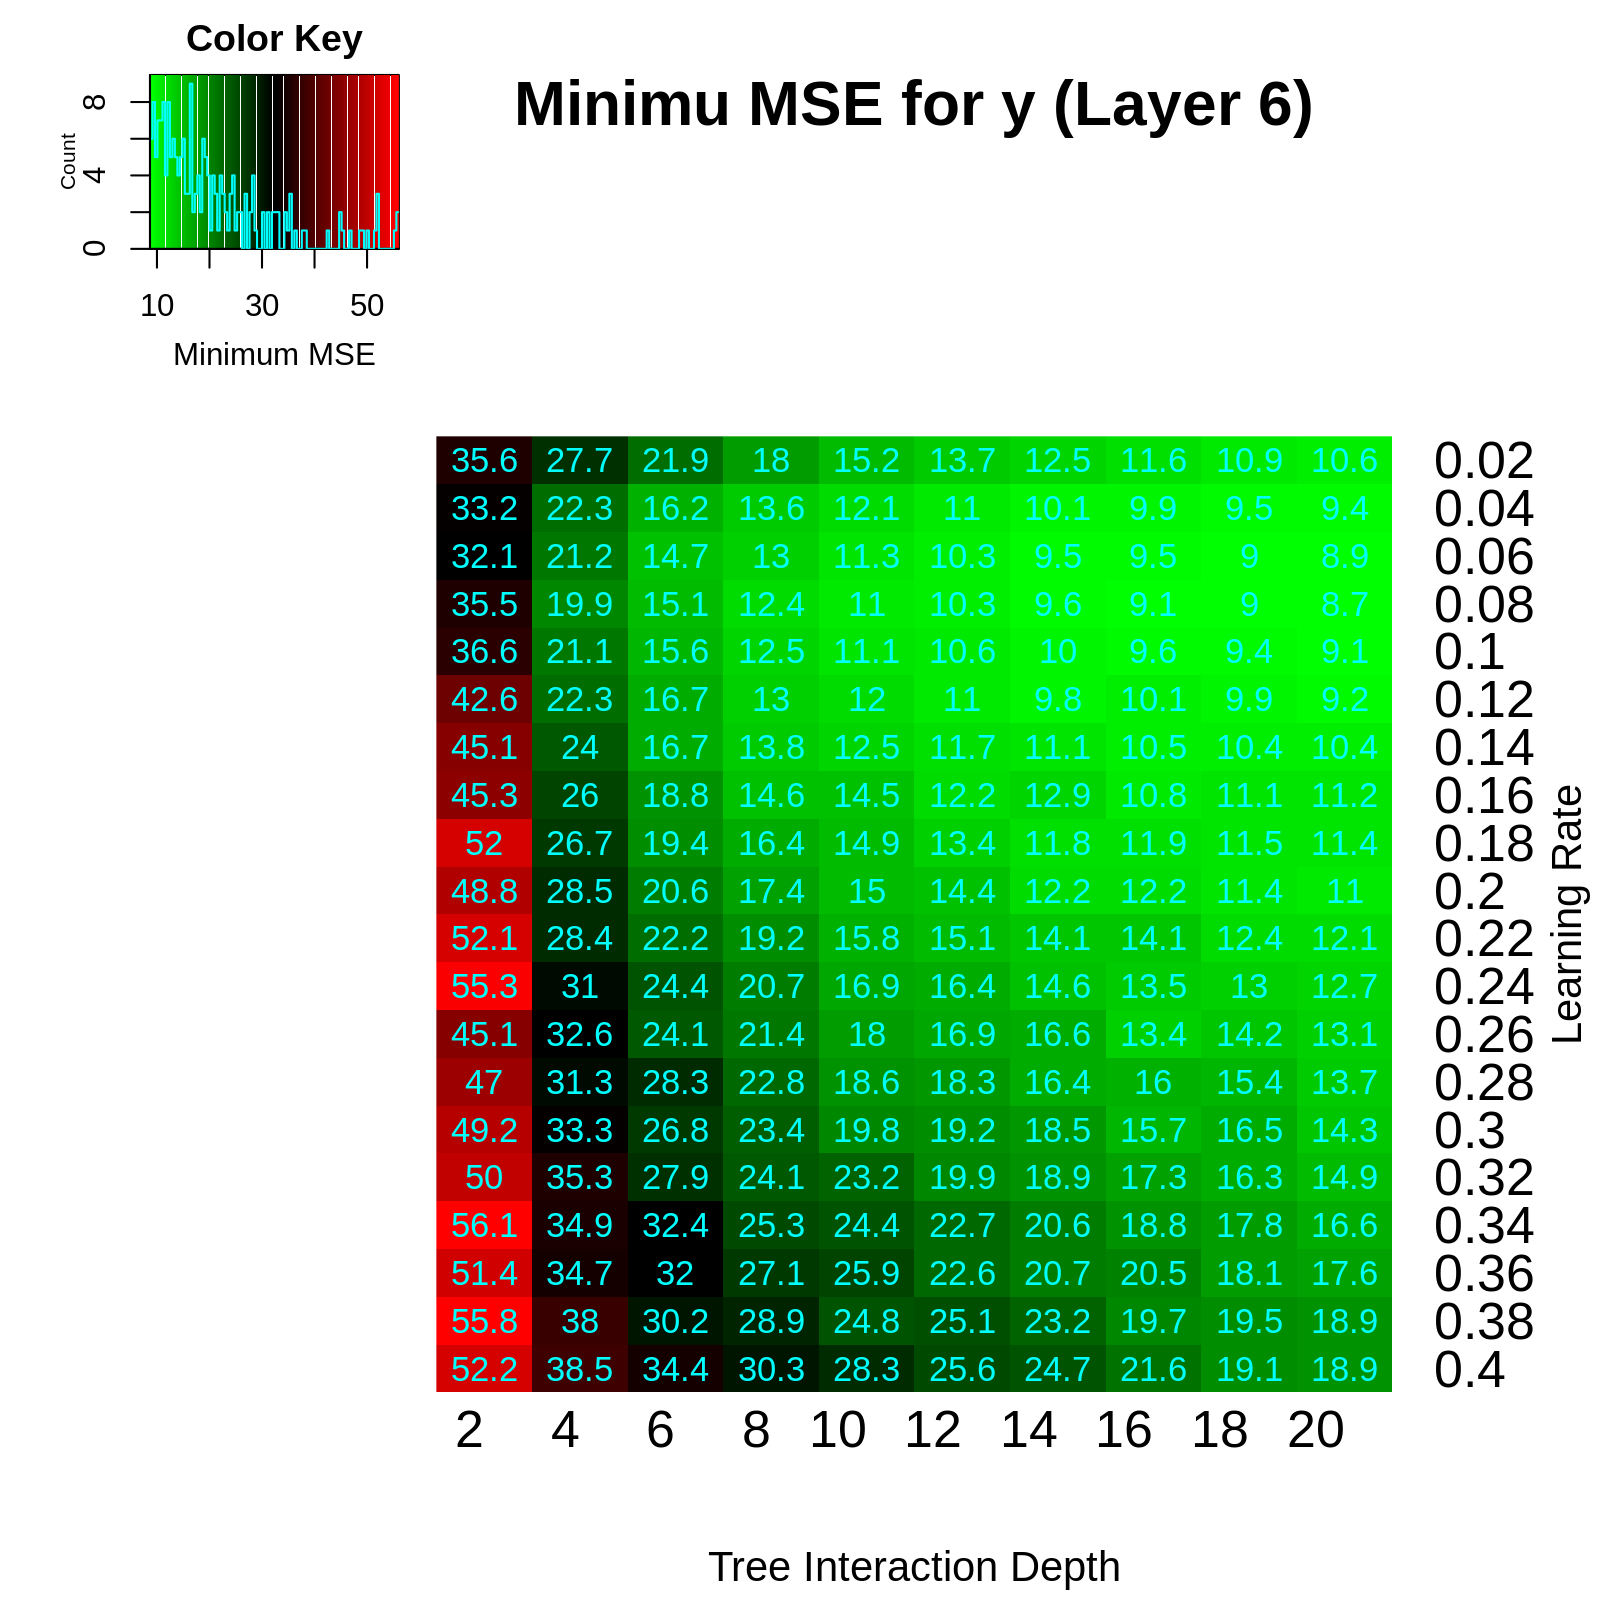 Color Key
Minimu MSE for y (Layer 6)
Count
0 4 8
10 30 50
Minimum MSE
35.6 27.7 21.9 18 15.2 13.7 12.5 11.6 10.9 10.6 0.02
33.2 22.3 16.2 13.6 12.1 11 10.1 9.9 9.5 9.4 0.04
32.1 21.2 14.7 13 11.3 10.3 9.5 9.5 9 8.9 0.06
35.5 19.9 15.1 12.4 11 10.3 9.6 9.1 9 8.7 0.08
36.6 21.1 15.6 12.5 11.1 10.6 10 9.6 9.4 9.1 0.1
42.6 22.3 16.7 13 12 11 9.8 10.1 9.9 9.2 0.12
45.1 24 16.7 13.8 12.5 11.7 11.1 10.5 10.4 10.4 0.14
45.3 26 18.8 14.6 14.5 12.2 12.9 10.8 11.1 11.2 0.16
52 26.7 19.4 16.4 14.9 13.4 11.8 11.9 11.5 11.4 0.18
48.8 28.5 20.6 17.4 15 14.4 12.2 12.2 11.4 11 0.2
52.1 28.4 22.2 19.2 15.8 15.1 14.1 14.1 12.4 12.1 0.22
55.3 31 24.4 20.7 16.9 16.4 14.6 13.5 13 12.7 0.24
45.1 32.6 24.1 21.4 18 16.9 16.6 13.4 14.2 13.1 0.26
47 31.3 28.3 22.8 18.6 18.3 16.4 16 15.4 13.7 0.28
49.2 33.3 26.8 23.4 19.8 19.2 18.5 15.7 16.5 14.3 0.3
50 35.3 27.9 24.1 23.2 19.9 18.9 17.3 16.3 14.9 0.32
56.1 34.9 32.4 25.3 24.4 22.7 20.6 18.8 17.8 16.6 0.34
51.4 34.7 32 27.1 25.9 22.6 20.7 20.5 18.1 17.6 0.36
55.8 38 30.2 28.9 24.8 25.1 23.2 19.7 19.5 18.9 0.38
52.2 38.5 34.4 30.3 28.3 25.6 24.7 21.6 19.1 18.9 0.4
Learning Rate
2 4 6 8 10 12 14 16 18 20
Tree Interaction Depth